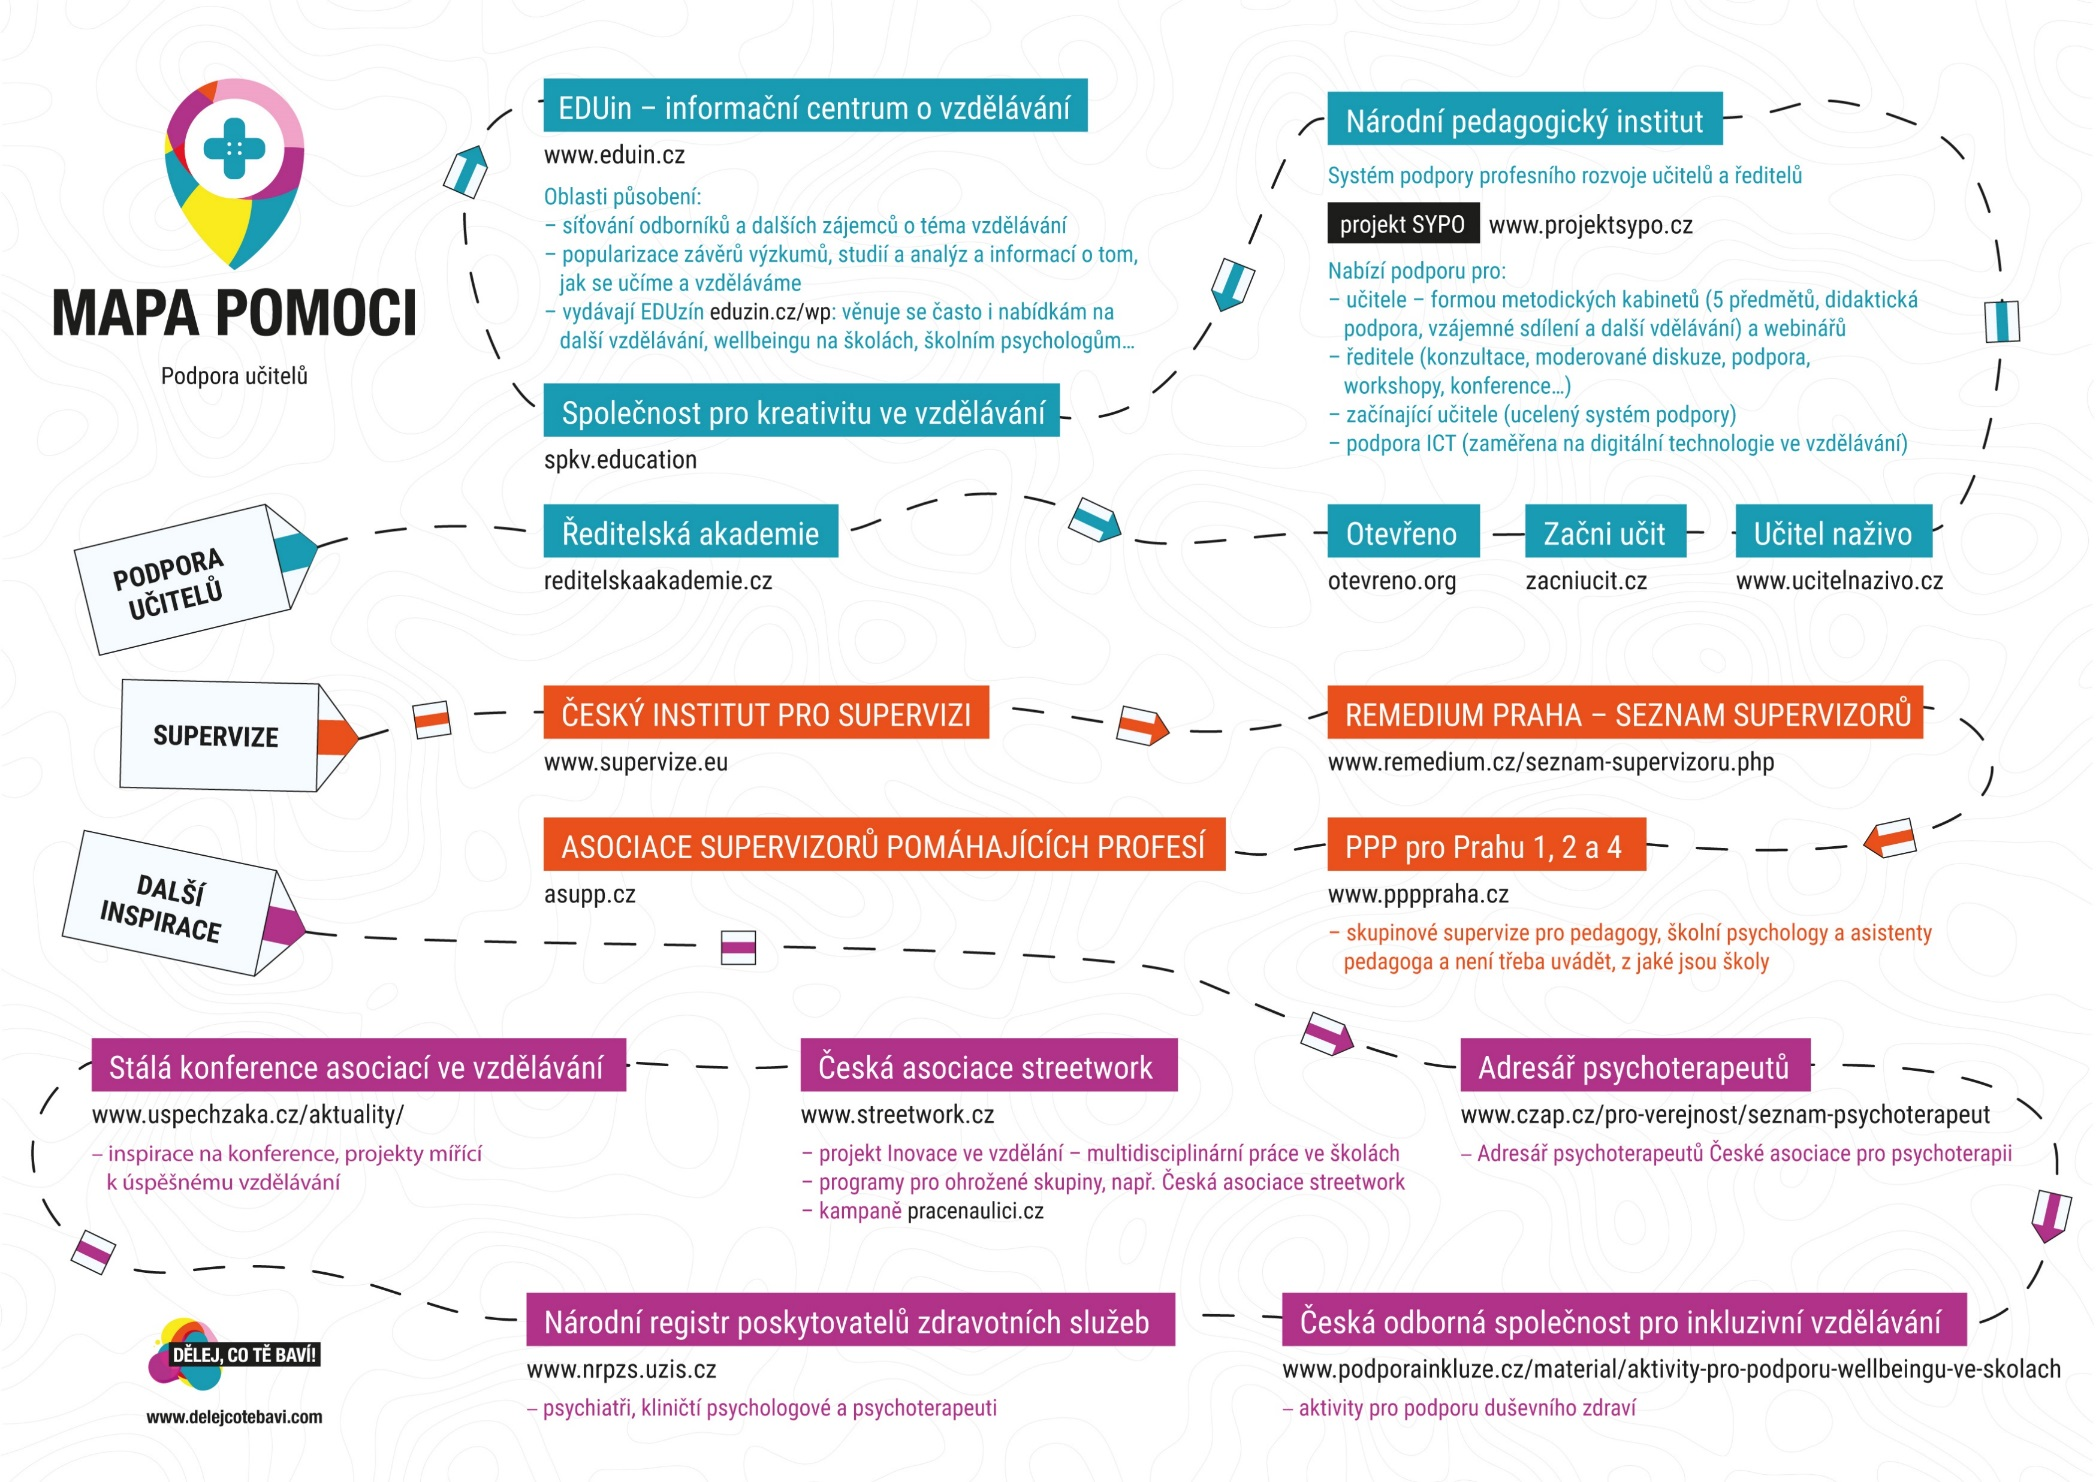 MAPA POMOCI
Podpora učitelů
EDUin – informační centrum o vzdělávání
www.eduin.cz
Oblasti působení:
– síťování odborníků a dalších zájemců o téma vzdělávání
– popularizace závěrů výzkumů, studií a analýz a informací o tom,
jak se učíme a vzděláváme
– vydávají EDUzín eduzin.cz/wp: věnuje se často i nabídkám na
další vzdělávání, wellbeingu na školách, školním psychologům…
Společnost pro kreativitu ve vzdělávání
spkv.education
Národní pedagogický institut
Systém podpory profesního rozvoje učitelů a ředitelů
projekt SYPO www.projektsypo.cz
Nabízí podporu pro:
– učitele – formou metodických kabinetů (5 předmětů, didaktická
podpora, vzájemné sdílení a další vdělávání) a webinářů
– ředitele (konzultace, moderované diskuze, podpora,
workshopy, konference…)
– začínající učitele (ucelený systém podpory)
– podpora ICT (zaměřena na digitální technologie ve vzdělávání)
PODPORA
UČITELŮ
Ředitelská akademie
reditelskaakademie.cz
Otevřeno
otevreno.org
Začni učit
zacniucit.cz
Učitel naživo
www.ucitelnazivo.cz
SUPERVIZE
ČESKÝ INSTITUT PRO SUPERVIZI
www.supervize.eu
REMEDIUM PRAHA – SEZNAM SUPERVIZORŮ
www.remedium.cz/seznam-supervizoru.php
ASOCIACE SUPERVIZORŮ POMÁHAJÍCÍCH PROFESÍ
asupp.cz
PPP pro Prahu 1, 2 a 4
www.ppppraha.cz
– skupinové supervize pro pedagogy, školní psychology a asistenty
pedagoga a není třeba uvádět, z jaké jsou školy
DALŠÍ
INSPIRACE
Stálá konference asociací ve vzdělávání
www.uspechzaka.cz/aktuality/
– inspirace na konference, projekty mířící
k úspěšnému vzdělávání
Česká asociace streetwork
www.streetwork.cz
– projekt Inovace ve vzdělání – multidisciplinární práce ve školách
– programy pro ohrožené skupiny, např. Česká asociace streetwork
– kampaně pracenaulici.cz
Adresář psychoterapeutů
www.czap.cz/pro-verejnost/seznam-psychoterapeut
– Adresář psychoterapeutů České asociace pro psychoterapii
Národní registr poskytovatelů zdravotních služeb
www.nrpzs.uzis.cz
– psychiatři, kliničtí psychologové a psychoterapeuti
Česká odborná společnost pro inkluzivní vzdělávání
www.podporainkluze.cz/material/aktivity-pro-podporu-wellbeingu-ve-skolach
– aktivity pro podporu duševního zdraví
DĚLEJ, CO TĚ BAVÍ!
www.delejcotebavi.com